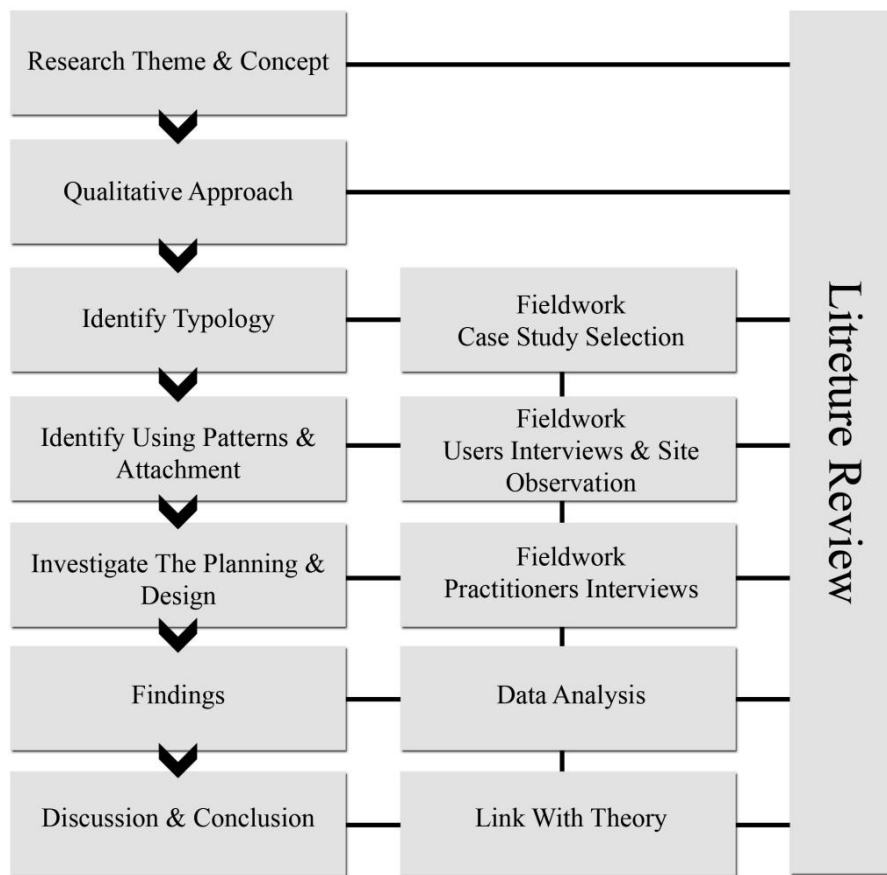 Research Theme & Concept
Qualitative Approach
Identify Typology
Fieldwork
Case Study Selection
Identify Using Patterns &
Attachment
Fieldwork
Users Interviews & Site
Observation
Investigate The Planning &
Design
Fieldwork
Practitioners Interviews
Findings
Data Analysis
Discussion & Conclusion
Link With Theory
Litreture Review